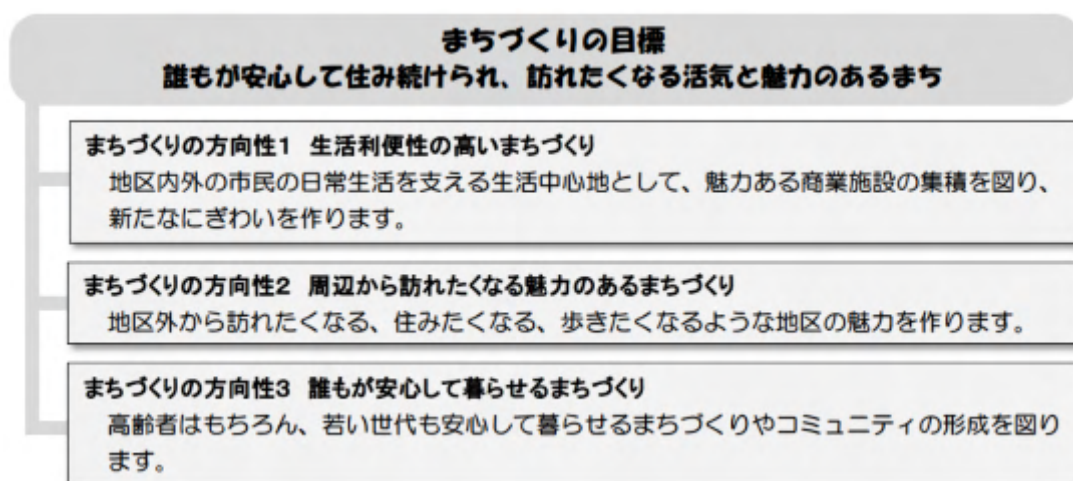 まちづくりの目標
誰もが安心して住み続けられ、訪れたくなる活気と魅力のあるまち
まちづくりの方向性1 生活利便性の高いまちづくり
地区内外の市民の日常生活を支える生活中心地として、魅力ある商業施設の集積を図り、
新たなにぎわいを作ります。
まちづくりの方向性2 周辺から訪れたくなる魅力のあるまちづくり
地区外から訪れたくなる、住みたくなる、歩きたくなるような地区の魅力を作ります。
まちづくりの方向性3 誰もが安心して暮らせるまちづくり
高齢者はもちろん、若い世代も安心して暮らせるまちづくりやコミュニティの形成を図り
ます。